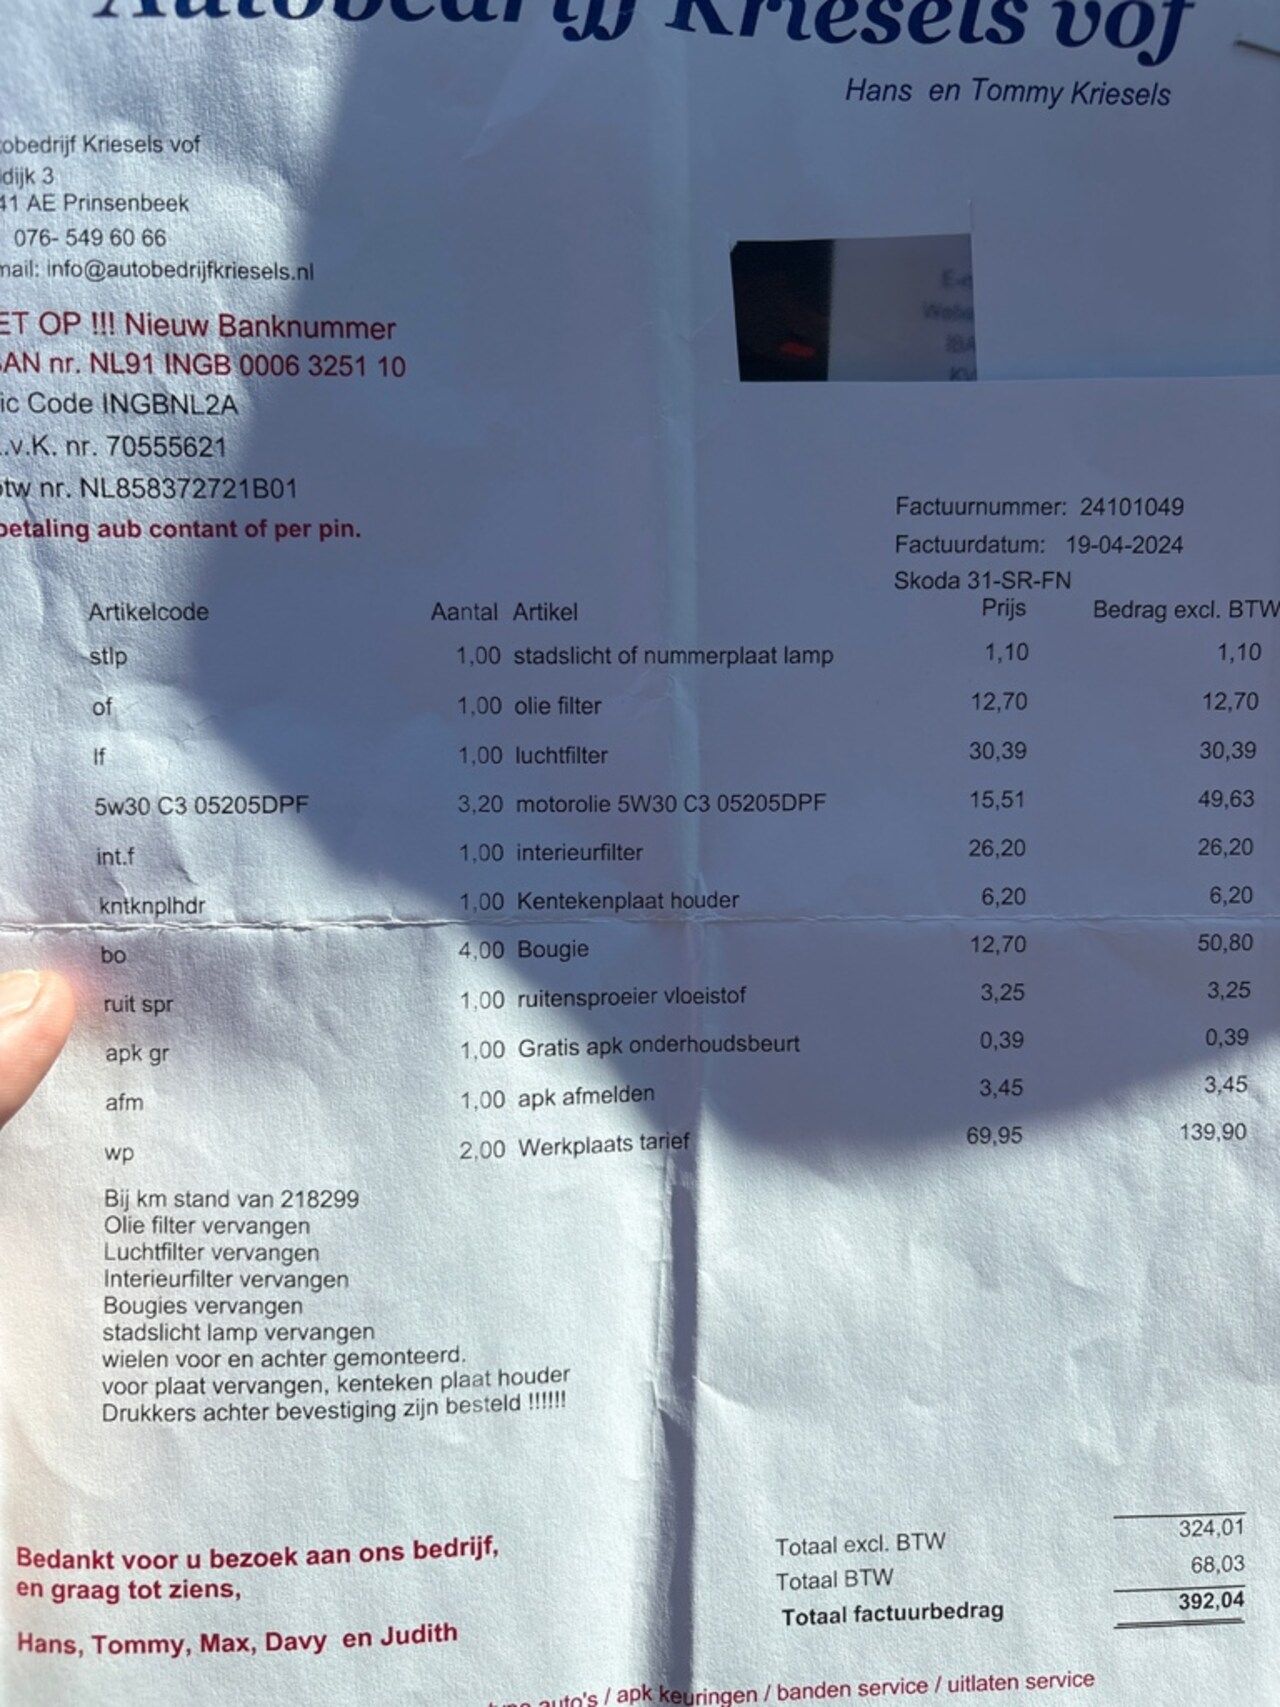 Autobedrijf Kriesels vof
Hans en Tommy Kriesels
obedrijf Kriesels vof
dijk 3
41 AE Prinsenbeek
076- 549 60 66
mail: info@autobedrijfkriesels.nl
ET OP !!! Nieuw Banknummer
BAN nr. NL91 INGB 0006 3251 10
ic Code INGBNL2A
.v.K. nr. 70555621
btw nr. NL858372721B01
betaling aub contant of per pin.
Factuurnummer: 24101049
Factuurdatum: 19-04-2024
Skoda 31-SR-FN
Artikelcode Aantal Artikel Prijs Bedrag excl. BTW
stlp 1,00 stadslicht of nummerplaat lamp 1,10 1,10
of 1,00 olie filter 12,70 12,70
lf 1,00 luchtfilter 30,39 30,39
5w30 C3 05205DPF 3,20 motorolie 5W30 C3 05205DPF 15,51 49,63
int.f 1,00 interieurfilter 26,20 26,20
kntknplhdr 1,00 Kentekenplaat houder 6,20 6,20
bo 4,00 Bougie 12,70 50,80
ruit spr 1,00 ruitensproeier vloeistof 3,25 3,25
apk gr 1,00 Gratis apk onderhoudsbeurt 0,39 0,39
afm 1,00 apk afmelden 3,45 3,45
wp 2,00 Werkplaats tarief 69,95 139,90
Bij km stand van 218299
Olie filter vervangen
Luchtfilter vervangen
Interieurfilter vervangen
Bougies vervangen
stadslicht lamp vervangen
wielen voor en achter gemonteerd.
voor plaat vervangen, kenteken plaat houder
Drukkers achter bevestiging zijn besteld !!!!!!
Totaal excl. BTW 324,01
Totaal BTW 68,03
Totaal factuurbedrag 392,04
Bedankt voor u bezoek aan ons bedrijf,
en graag tot ziens,
Hans, Tommy, Max, Davy en Judith
auto's / apk keuringen / banden service / uitlaten service